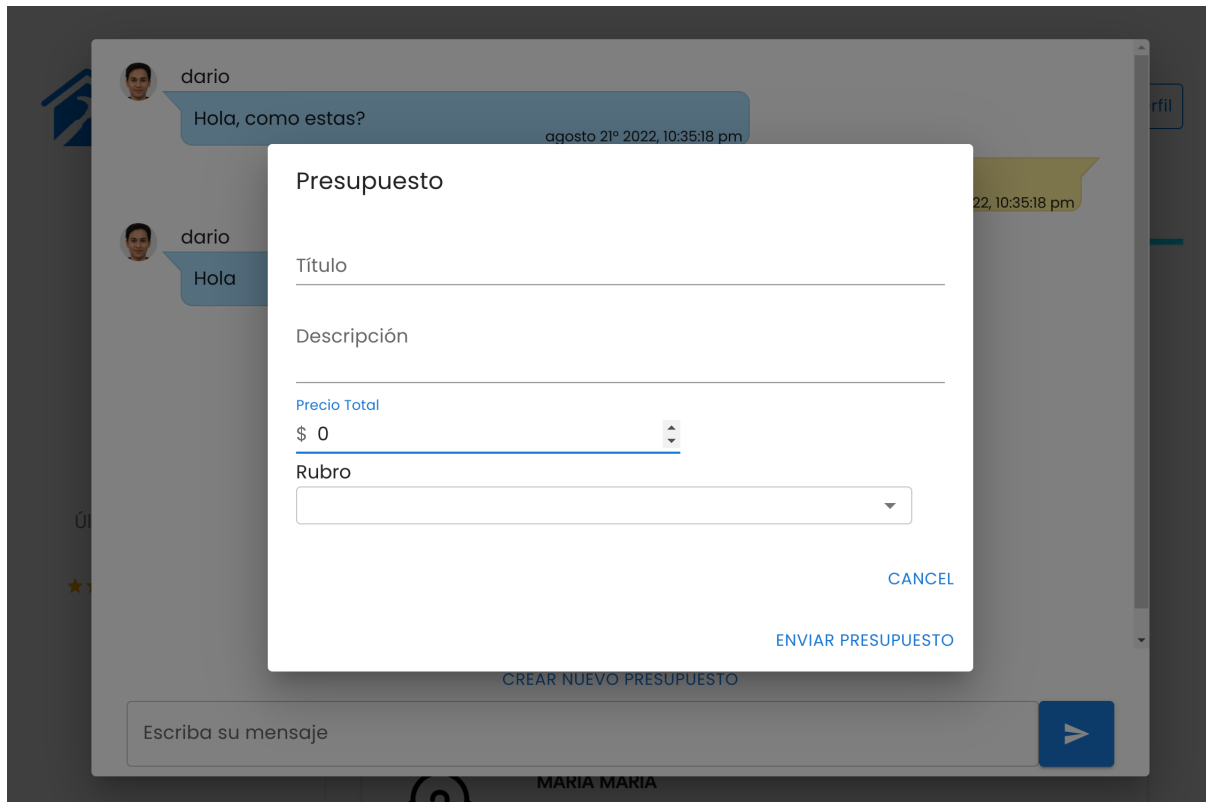 dario
Hola, como estas?
agosto 21º 2022, 10:35:18 pm
rfil
22, 10:35:18 pm
dario
Hola
Presupuesto
Título
Descripción
Precio Total
$ 0
Rubro
CANCEL
ENVIAR PRESUPUESTO
CREAR NUEVO PRESUPUESTO
Escriba su mensaje
Úl
MARIA MARIA